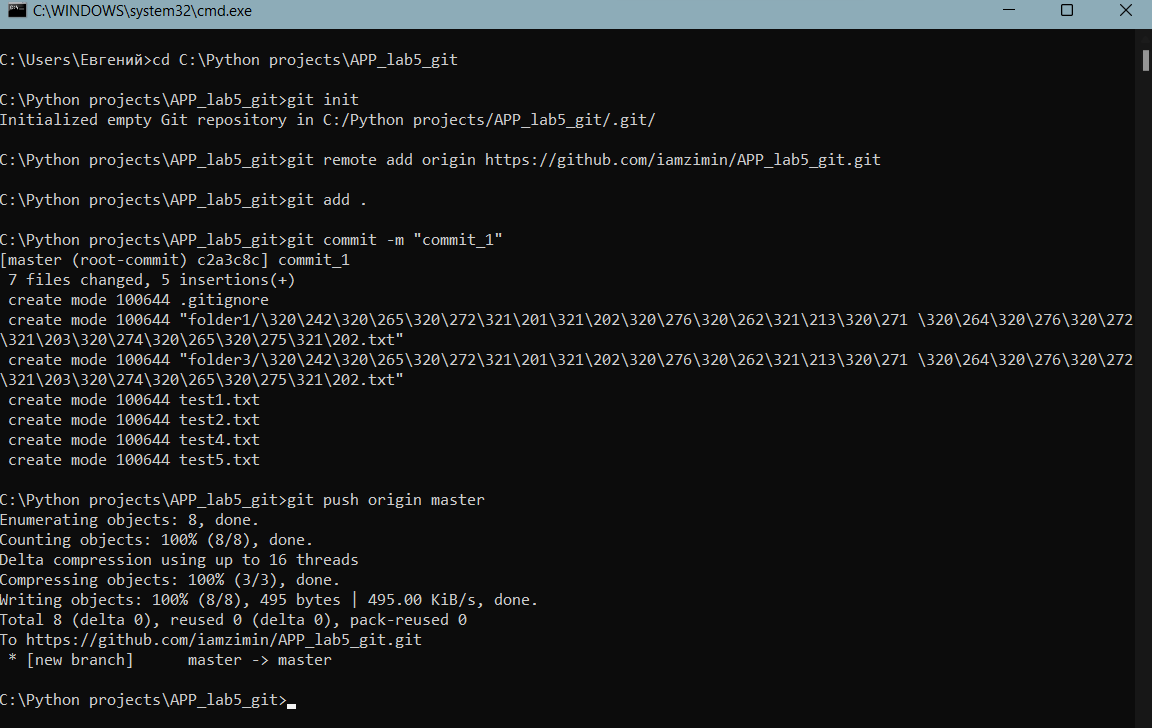 C:\WINDOWS\system32\cmd.exe
C:\Users\Евгений>cd C:\Python projects\APP_lab5_git
C:\Python projects\APP_lab5_git>git init
Initialized empty Git repository in C:/Python projects/APP_lab5_git/.git/
C:\Python projects\APP_lab5_git>git remote add origin https://github.com/iamzimin/APP_lab5_git.git
C:\Python projects\APP_lab5_git>git add .
C:\Python projects\APP_lab5_git>git commit -m "commit_1"
[master (root-commit) c2a3c8c] commit_1
 7 files changed, 5 insertions(+)
 create mode 100644 .gitignore
 create mode 100644 "folder1/\320\242\320\265\320\272\321\201\321\202\320\276\320\262\321\213\320\271 \320\264\320\276\320\272
\321\203\320\274\320\265\320\275\321\202.txt"
 create mode 100644 "folder3/\320\242\320\265\320\272\321\201\321\202\320\276\320\262\321\213\320\271 \320\264\320\276\320\272
\321\203\320\274\320\265\320\275\321\202.txt"
 create mode 100644 test1.txt
 create mode 100644 test2.txt
 create mode 100644 test4.txt
 create mode 100644 test5.txt
C:\Python projects\APP_lab5_git>git push origin master
Enumerating objects: 8, done.
Counting objects: 100% (8/8), done.
Delta compression using up to 16 threads
Compressing objects: 100% (3/3), done.
Writing objects: 100% (8/8), 495 bytes | 495.00 KiB/s, done.
Total 8 (delta 0), reused 0 (delta 0), pack-reused 0
To https://github.com/iamzimin/APP_lab5_git.git
 * [new branch]      master -> master
C:\Python projects\APP_lab5_git>